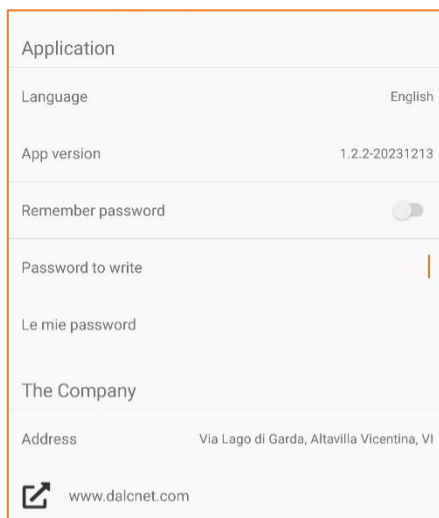 Application
Language English
App version 1.2.2-20231213
Remember password
Password to write
Le mie password
The Company
Address Via Lago di Garda, Altavilla Vicentina, VI
www.dalcnet.com